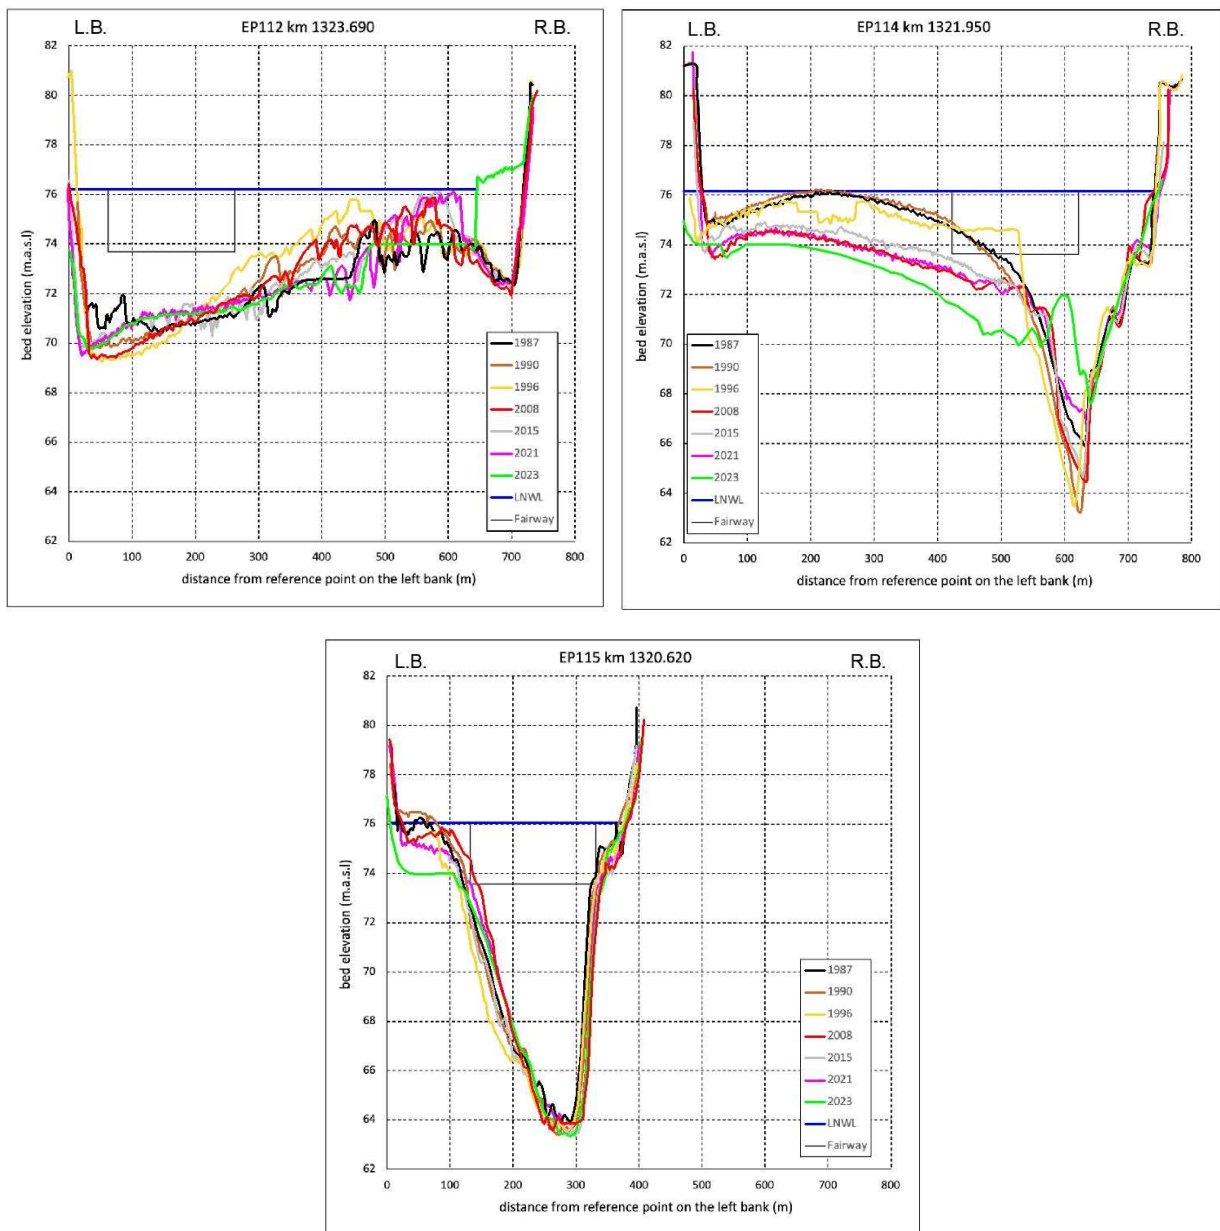 L.B.
EP112 km 1323.690
R.B.
82
80
78
76
74
72
70
68
66
64
62
bed elevation (m.a.s.l)
1987
1990
1996
2008
2015
2021
2023
LNWL
Fairway
0 100 200 300 400 500 600 700 800
distance from reference point on the left bank (m)
L.B.
EP114 km 1321.950
R.B.
82
80
78
76
74
72
70
68
66
64
62
bed elevation (m.a.s.l)
1987
1990
1996
2008
2015
2021
2023
LNWL
Fairway
0 100 200 300 400 500 600 700 800
distance from reference point on the left bank (m)
L.B.
EP115 km 1320.620
R.B.
82
80
78
76
74
72
70
68
66
64
62
bed elevation (m.a.s.l)
1987
1990
1996
2008
2015
2021
2023
LNWL
Fairway
0 100 200 300 400 500 600 700 800
distance from reference point on the left bank (m)